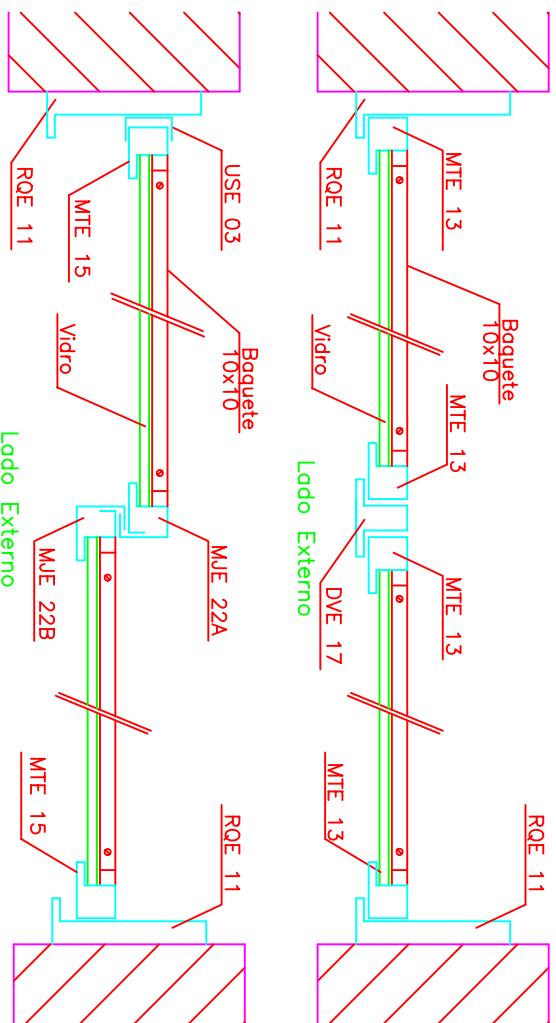 MTE 13
Baquete
10x10
MTE 13
MTE 13
RQE 11
RQE 11
Vidro
DVE 17
MTE 13
Lado Externo
USE 03
Baquete
10x10
MJE 22A
RQE 11
RQE 11
MTE 15
Vidro
MJE 22B
MTE 15
Lado Externo